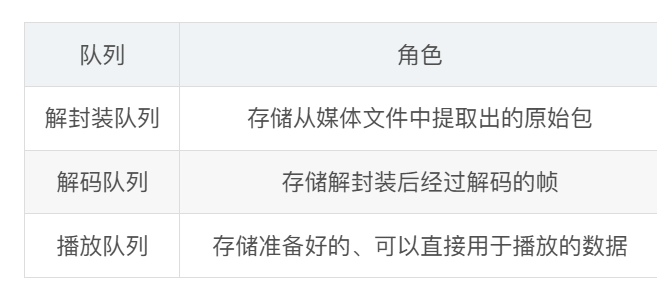 队列 角色
解封装队列 存储从媒体文件中提取出的原始包
解码队列 存储解封装后经过解码的帧
播放队列 存储准备好的、可以直接用于播放的数据